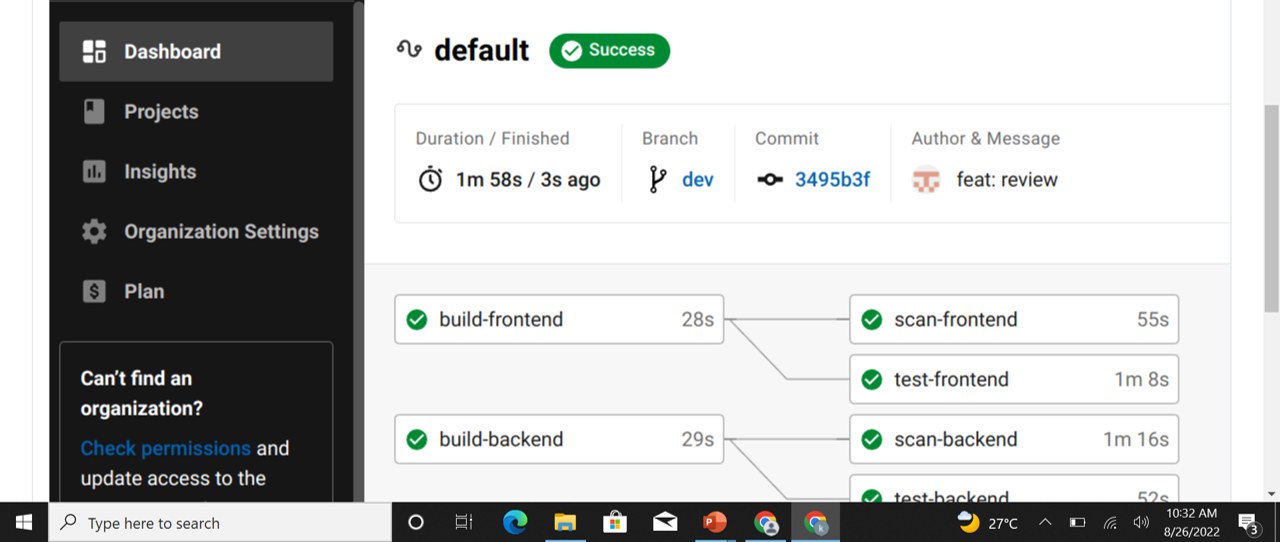 Dashboard
Projects
Insights
Organization Settings
Plan
Can't find an
organization?
Check permissions and
update access to the
default
Success
Duration / Finished
1m 58s / 3s ago
Branch
dev
Commit
3495b3f
Author & Message
feat: review
build-frontend 28s
scan-frontend 55s
test-frontend 1m 8s
build-backend 29s
scan-backend 1m 16s
test-backend 52s
Type here to search
27°C
10:32 AM
8/26/2022
3